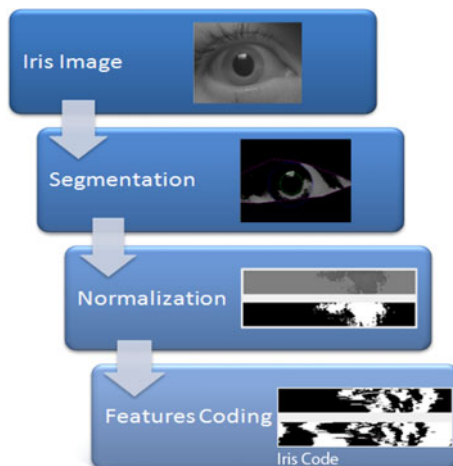 Iris Image
Segmentation
Normalization
Features Coding
Iris Code